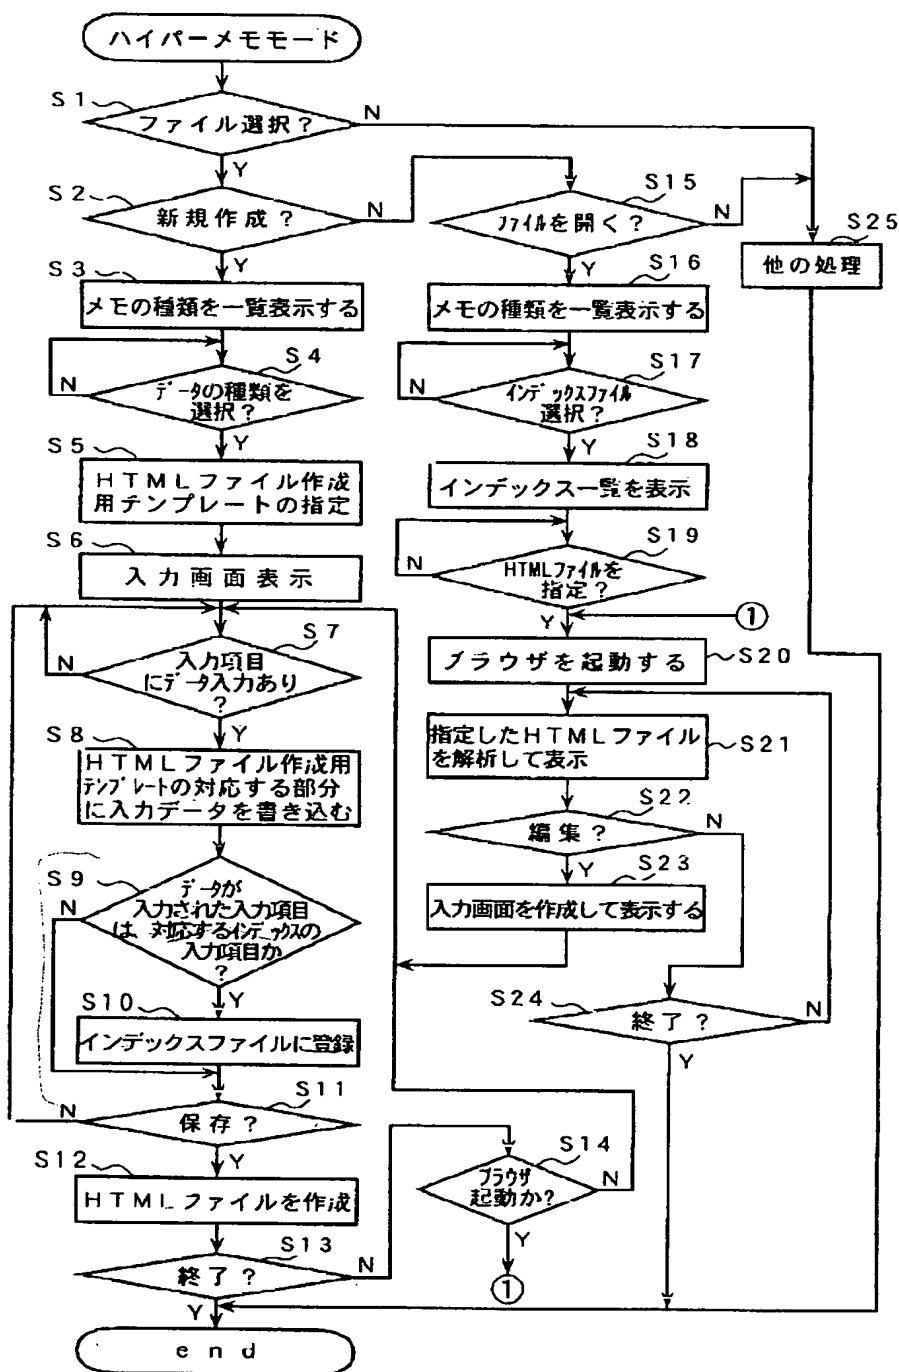 ハイパーメモモード
S1
ファイル選択?
N
Y
S2
新規作成?
N
Y
S3
メモの種類を一覧表示する
S4
データの種類を
選択?
N
Y
S5
HTMLファイル作成
用テンプレートの指定
S6
入力画面表示
S7
入力項目
にデータ入力あり
?
N
Y
S8
HTMLファイル作成用
テンプレートの対応する部分
に入力データを書き込む
S9
データが
入力された入力項目
は、対応するインデックスの
入力項目か
?
N
Y
S10
インデックスファイルに登録
S11
保存?
N
Y
S12
HTMLファイルを作成
S13
終了?
N
Y
end
S14
ブラウザ
起動か?
N
Y
①
S15
ファイルを開く?
N
Y
S16
メモの種類を一覧表示する
S17
インデックスファイル
選択?
N
Y
S18
インデックス一覧を表示
S19
HTMLファイルを
指定?
N
Y
①
S20
ブラウザを起動する
S21
指定したHTMLファイル
を解析して表示
S22
編集?
N
Y
S23
入力画面を作成して表示する
S24
終了?
N
Y
S25
他の処理